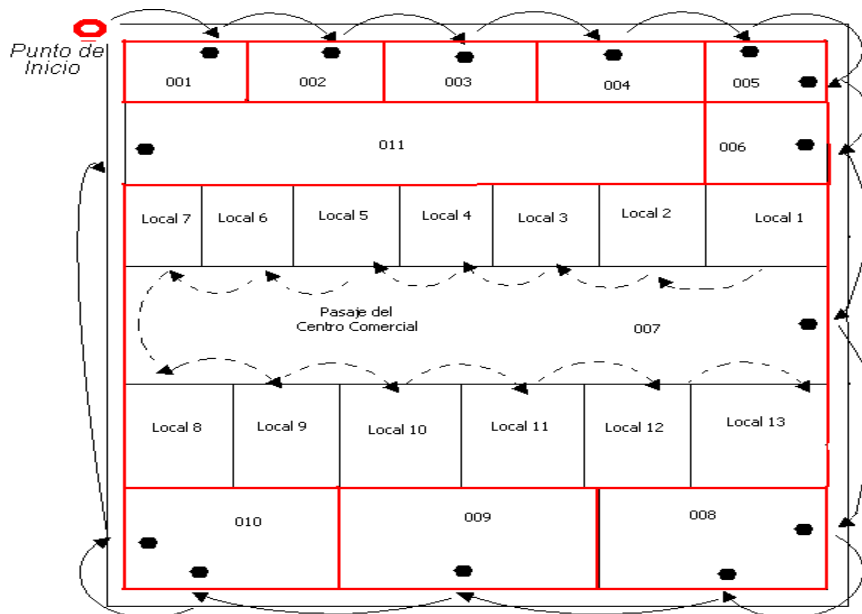 Punto de
Inicio
001
002
003
004
005
011
006
Local 7
Local 6
Local 5
Local 4
Local 3
Local 2
Local 1
Pasaje del
Centro Comercial
007
Local 8
Local 9
Local 10
Local 11
Local 12
Local 13
010
009
008